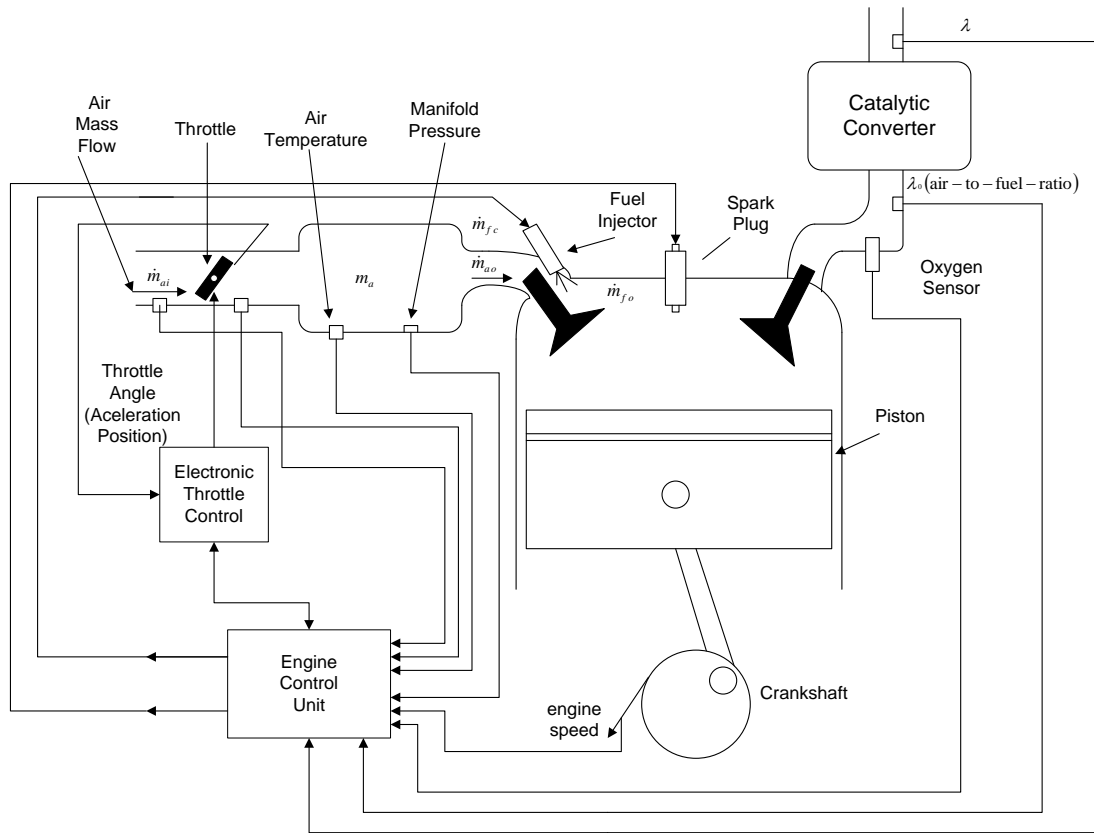 λ
Catalytic
Converter
Air
Mass
Flow
Throttle
Air
Temperature
Manifold
Pressure
λ₀(air – to – fuel – ratio)
Fuel
Injector
Spark
Plug
ṁ_fc
ṁ_ai
m_a
ṁ_ao
ṁ_fo
Oxygen
Sensor
Throttle
Angle
(Aceleration
Position)
Piston
Electronic
Throttle
Control
Engine
Control
Unit
engine
speed
Crankshaft